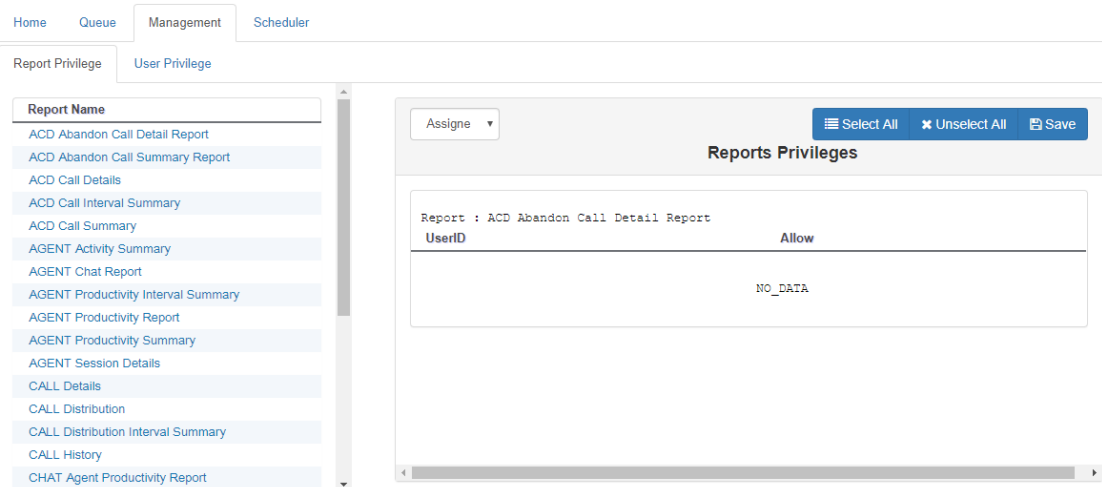 Home Queue Management Scheduler
Report Privilege User Privilege
Report Name
ACD Abandon Call Detail Report
ACD Abandon Call Summary Report
ACD Call Details
ACD Call Interval Summary
ACD Call Summary
AGENT Activity Summary
AGENT Chat Report
AGENT Productivity Interval Summary
AGENT Productivity Report
AGENT Productivity Summary
AGENT Session Details
CALL Details
CALL Distribution
CALL Distribution Interval Summary
CALL History
CHAT Agent Productivity Report
Assigne Select All Unselect All Save
Reports Privileges
Report : ACD Abandon Call Detail Report
UserID Allow
NO_DATA